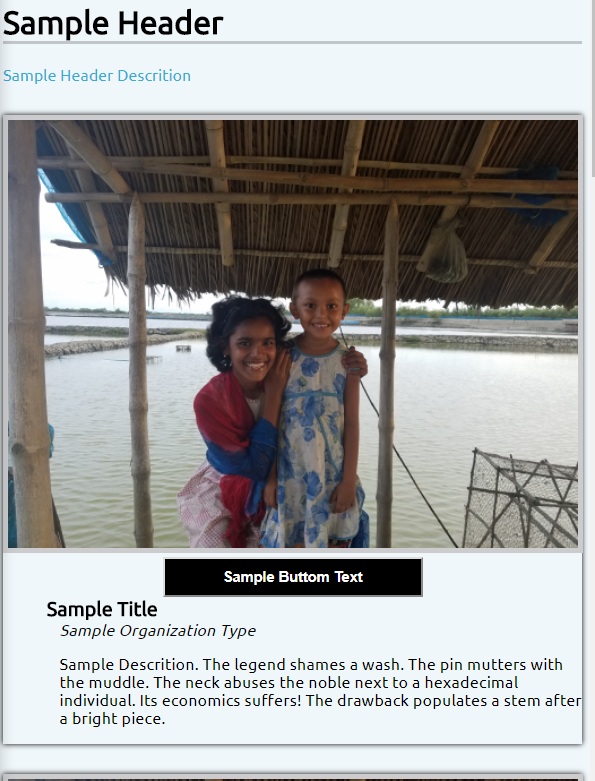 Sample Header
Sample Header Descrition
Sample Buttom Text
Sample Title
Sample Organization Type
Sample Descrition. The legend shames a wash. The pin mutters with
the muddle. The neck abuses the noble next to a hexadecimal
individual. Its economics suffers! The drawback populates a stem after
a bright piece.